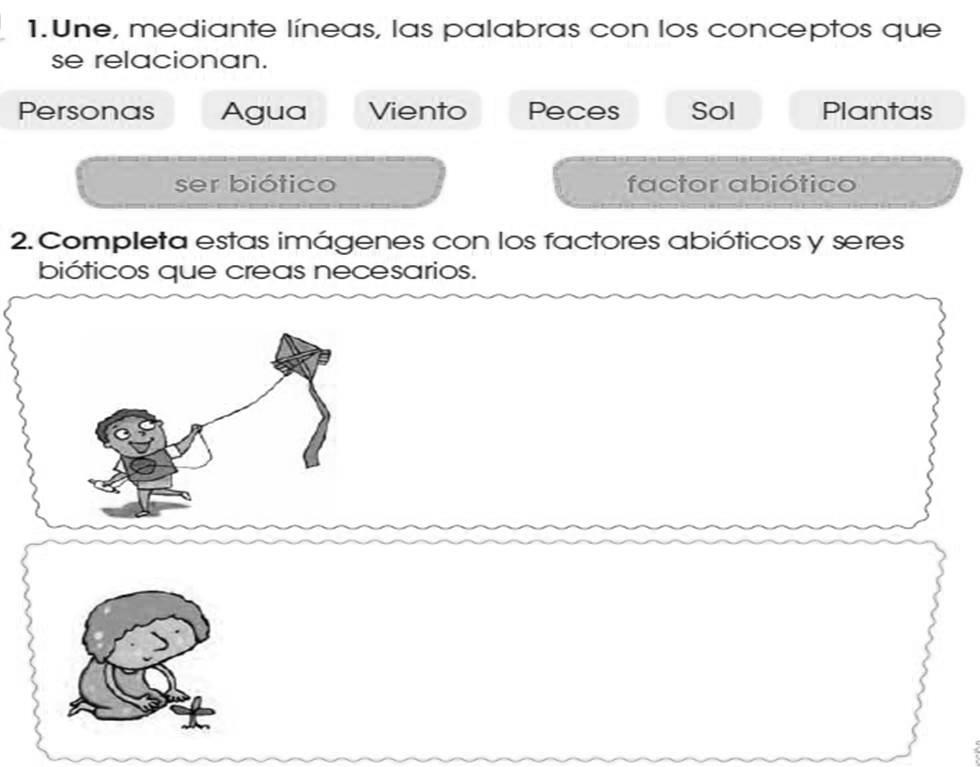 1. Une, mediante líneas, las palabras con los conceptos que
se relacionan.
Personas Agua Viento Peces Sol Plantas
ser biótico factor abiótico
2. Completa estas imágenes con los factores abióticos y seres
bióticos que creas necesarios.